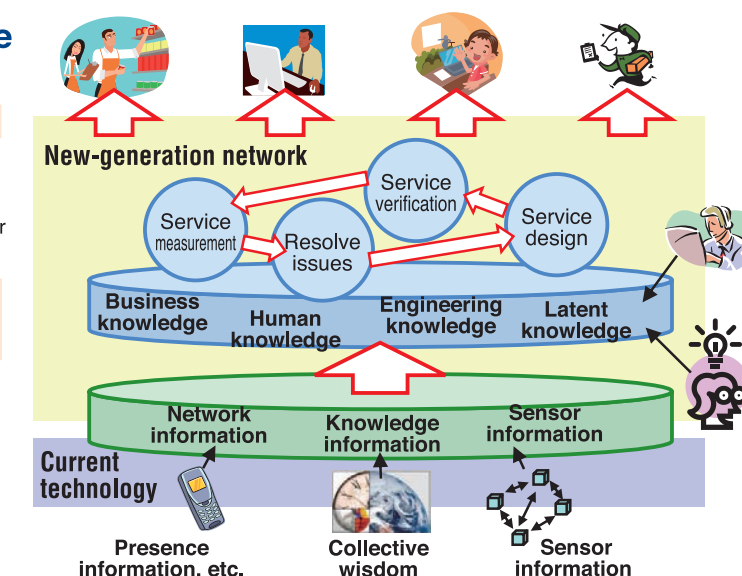 e
New-generation network
r
Service
verification
Service
measurement
Resolve
issues
Service
design
Business
knowledge
Human
knowledge
Engineering
knowledge
Latent
knowledge
Network
information
Knowledge
information
Sensor
information
Current
technology
Presence
information, etc.
Collective
wisdom
Sensor
information